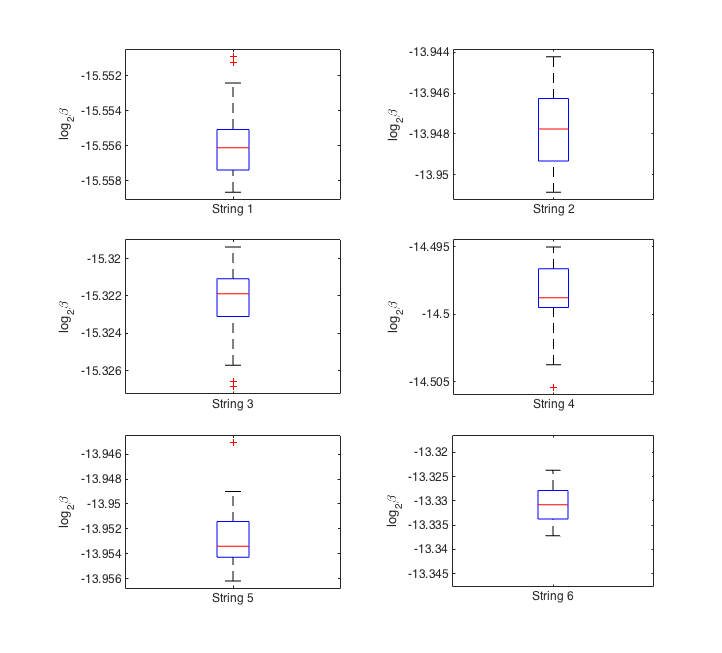 -15.552
-15.554
-15.556
-15.558
log₂β
String 1
-13.944
-13.946
-13.948
-13.95
log₂β
String 2
-15.32
-15.322
-15.324
-15.326
log₂β
String 3
-14.495
-14.5
-14.505
log₂β
String 4
-13.946
-13.948
-13.95
-13.952
-13.954
-13.956
log₂β
String 5
-13.32
-13.325
-13.33
-13.335
-13.34
-13.345
log₂β
String 6